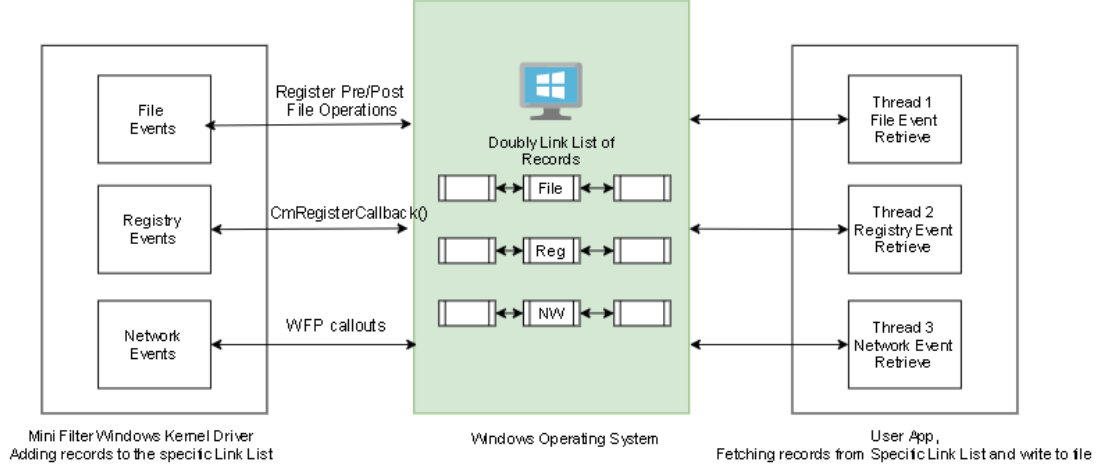 File
Events
Register Pre/Post
File Operations
Registry
Events
CmRegisterCallback()
Network
Events
WFP callouts
Mini Filter Windows Kernel Driver
Adding records to the specific Link List
Doubly Link List of
Records
File
Reg
NW
Windows Operating System
Thread 1
File Event
Retrieve
Thread 2
Registry Event
Retrieve
Thread 3
Network Event
Retrieve
User App,
Fetching records from Specific Link List and write to file